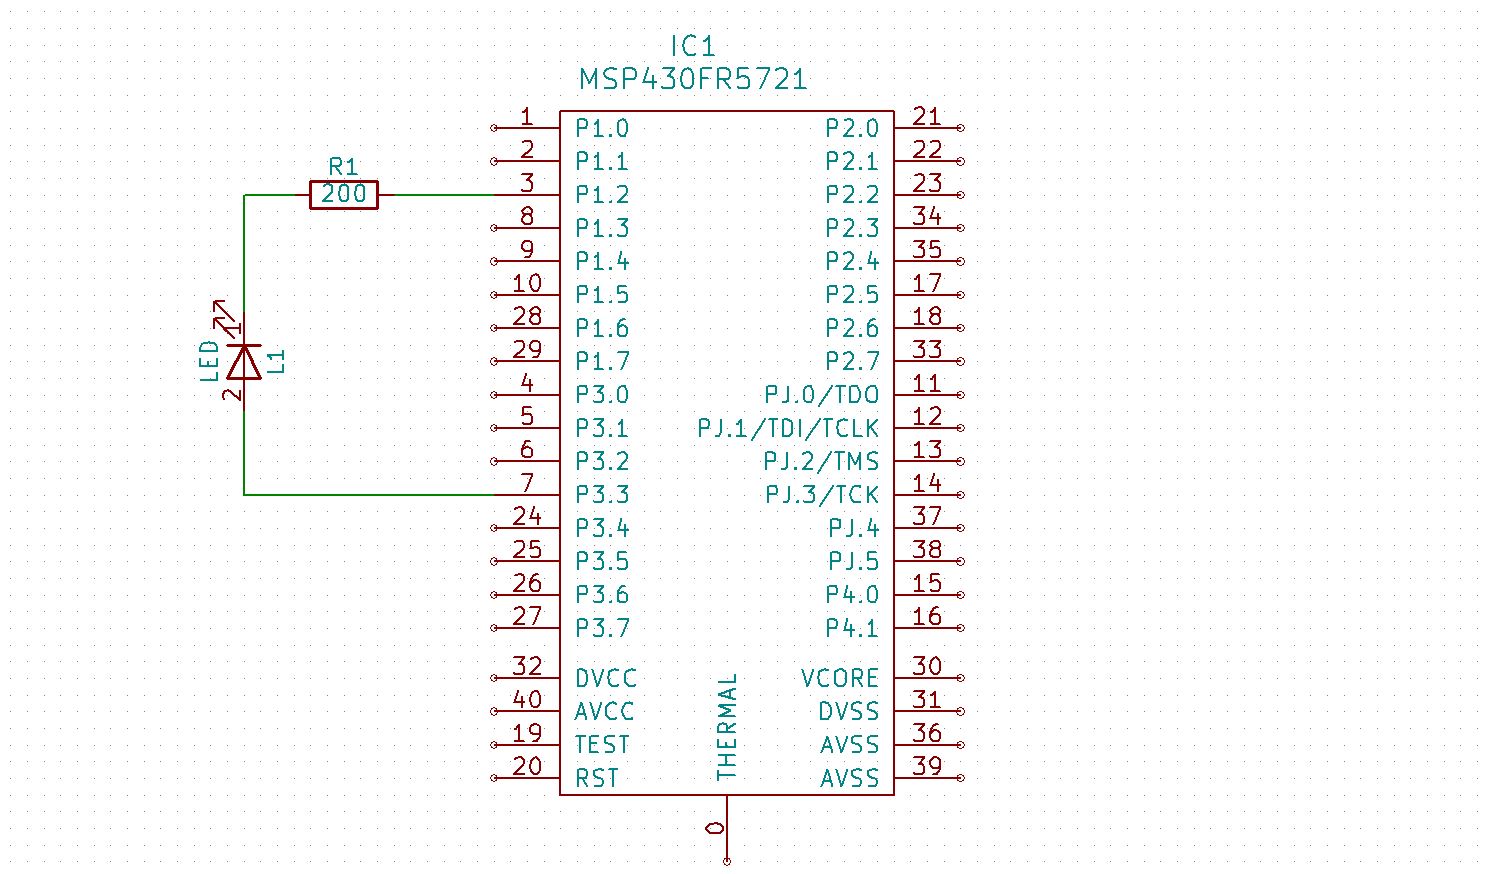 IC1
MSP430FR5721
1 P1.0 P2.0 21
2 P1.1 P2.1 22
R1
200
3 P1.2 P2.2 23
8 P1.3 P2.3 34
9 P1.4 P2.4 35
10 P1.5 P2.5 17
28 P1.6 P2.6 18
1
LED
L1
2
29 P1.7 P2.7 33
4 P3.0 PJ.0/TDO 11
5 P3.1 PJ.1/TDI/TCLK 12
6 P3.2 PJ.2/TMS 13
7 P3.3 PJ.3/TCK 14
24 P3.4 PJ.4 37
25 P3.5 PJ.5 38
26 P3.6 P4.0 15
27 P3.7 P4.1 16
32 DVCC VCORE 30
40 AVCC DVSS 31
19 TEST AVSS 36
20 RST AVSS 39
THERMAL
0